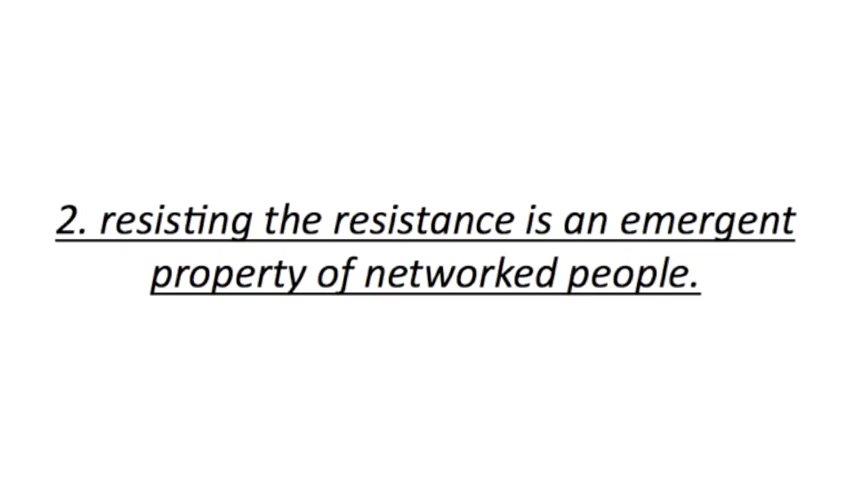 2. resisting the resistance is an emergent
property of networked people.